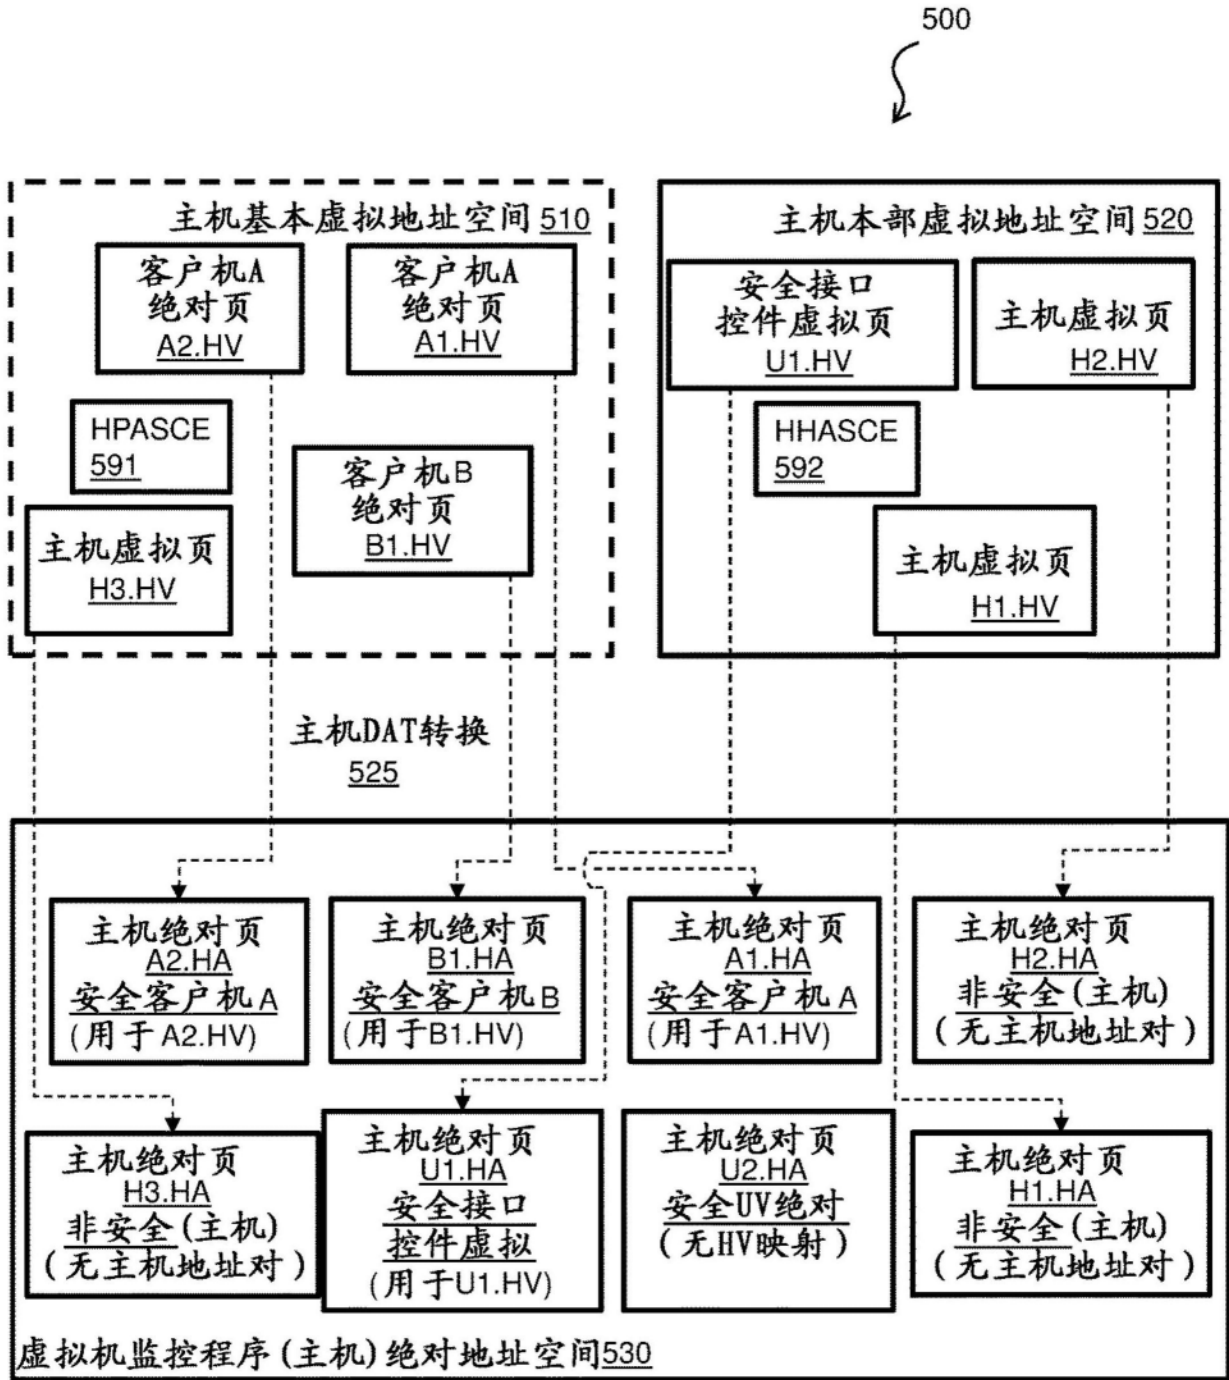 500
主机基本虚拟地址空间510
客户机A
绝对页
A2.HV
客户机A
绝对页
A1.HV
HPASCE
591
客户机B
绝对页
B1.HV
主机虚拟页
H3.HV
主机本部虚拟地址空间 520
安全接口
控件虚拟页
U1.HV
主机虚拟页
H2.HV
HHASCE
592
主机虚拟页
H1.HV
主机DAT转换
525
主机绝对页
A2.HA
安全客户机A
(用于A2.HV)
主机绝对页
B1.HA
安全客户机B
(用于B1.HV)
主机绝对页
A1.HA
安全客户机A
(用于A1.HV)
主机绝对页
H2.HA
非安全(主机)
(无主机地址对)
主机绝对页
H3.HA
非安全(主机)
(无主机地址对)
主机绝对页
U1.HA
安全接口
控件虚拟
(用于U1.HV)
主机绝对页
U2.HA
安全UV绝对
(无HV映射)
主机绝对页
H1.HA
非安全(主机)
(无主机地址对)
虚拟机监控程序(主机)绝对地址空间530